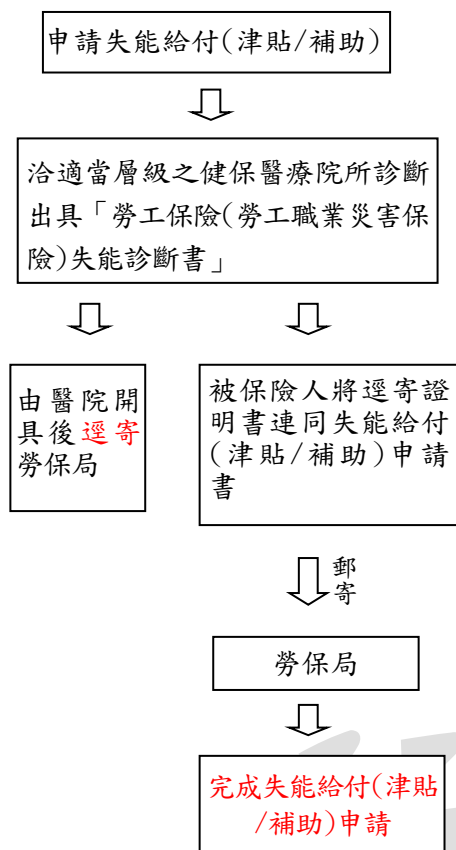 申請失能給付(津貼/補助)
洽適當層級之健保醫療院所診斷
出具「勞工保險(勞工職業災害保
險)失能診斷書」
由醫院開
具後逕寄
勞保局
被保險人將逕寄證
明書連同失能給付
(津貼/補助)申請
書
郵
寄
勞保局
完成失能給付(津貼
/補助)申請